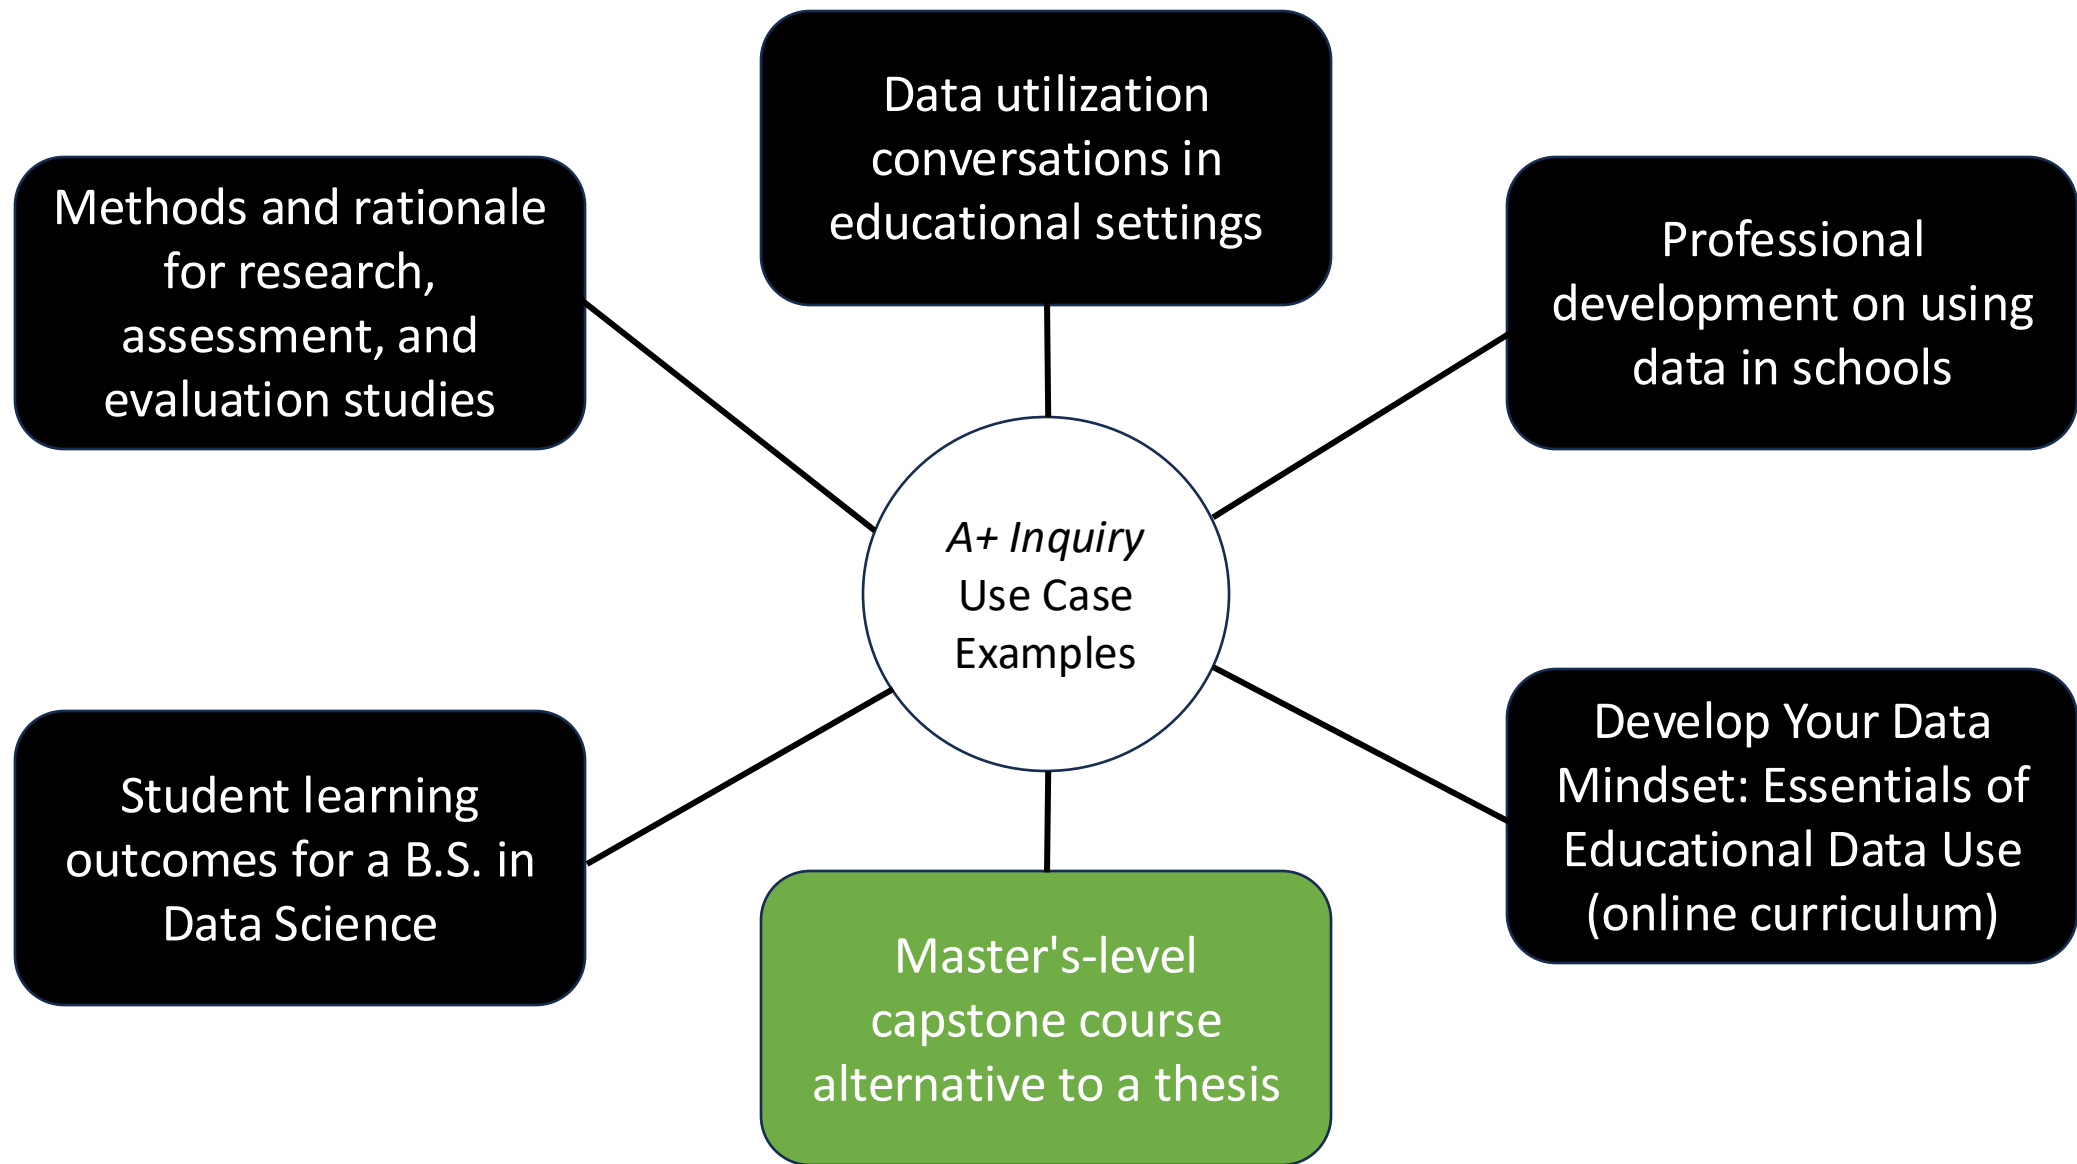 Data utilization
conversations in
educational settings
Methods and rationale
for research,
assessment, and
evaluation studies
Professional
development on using
data in schools
A+ Inquiry
Use Case
Examples
Student learning
outcomes for a B.S. in
Data Science
Develop Your Data
Mindset: Essentials of
Educational Data Use
(online curriculum)
Master's-level
capstone course
alternative to a thesis